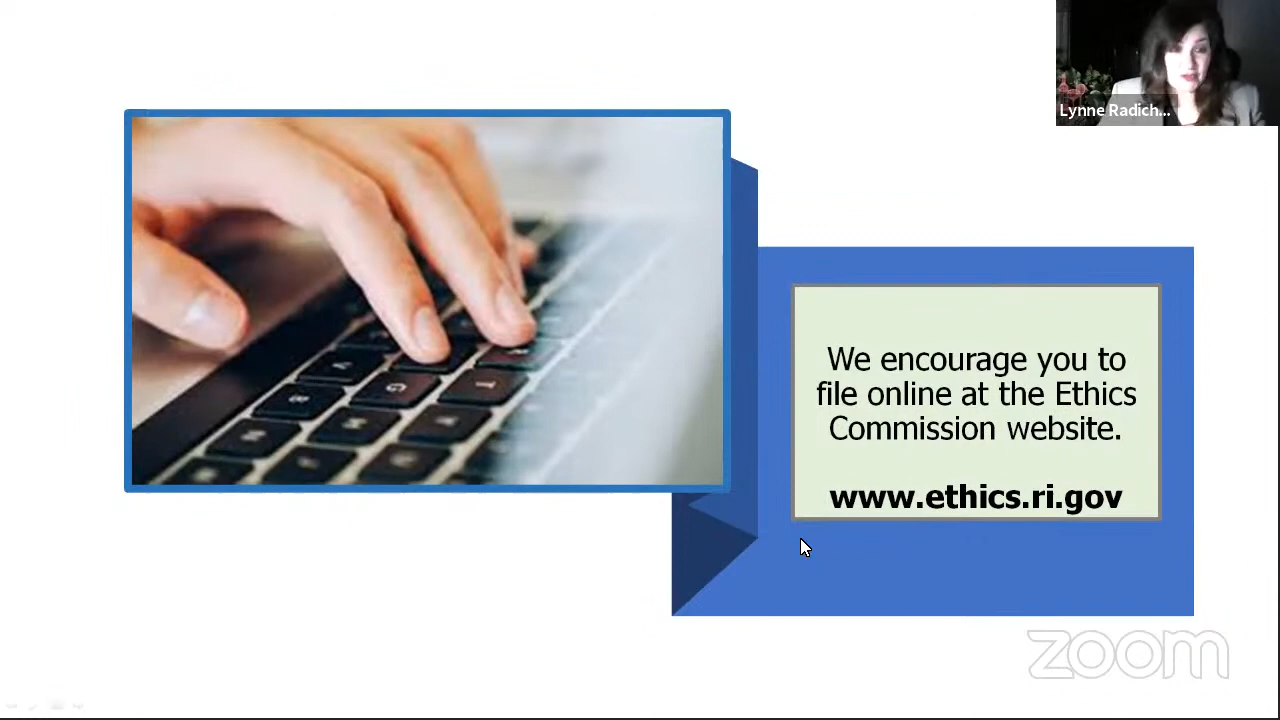 Lynne Radich...
We encourage you to
file online at the Ethics
Commission website.
www.ethics.ri.gov
zoom